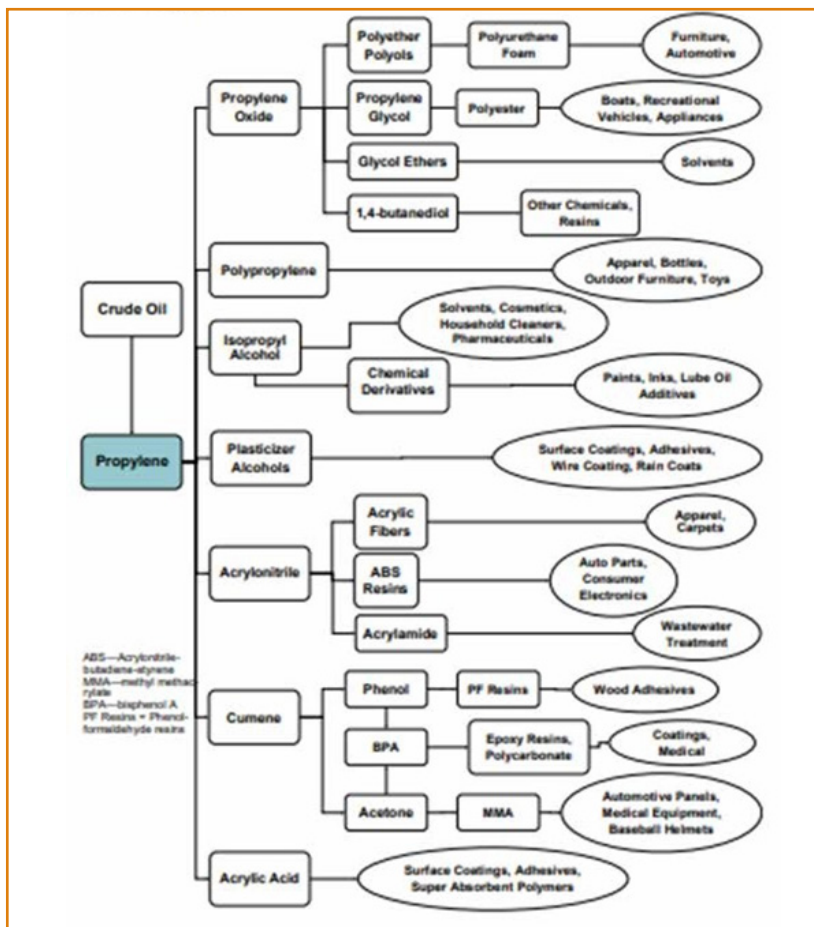 Polyether
Polyols
Polyurethane
Foam
Furniture,
Automotive
Propylene
Oxide
Propylene
Glycol
Polyester
Boats, Recreational
Vehicles, Appliances
Glycol Ethers
Solvents
1,4-butanediol
Other Chemicals,
Resins
Polypropylene
Apparel, Bottles,
Outdoor Furniture, Toys
Crude Oil
Isopropyl
Alcohol
Solvents, Cosmetics,
Household Cleaners,
Pharmaceuticals
Chemical
Derivatives
Paints, Inks, Lube Oil
Additives
Propylene
Plasticizer
Alcohols
Surface Coatings, Adhesives,
Wire Coating, Rain Coats
Acrylonitrile
Acrylic
Fibers
Apparel,
Carpets
ABS
Resins
Auto Parts,
Consumer
Electronics
Acrylamide
Wastewater
Treatment
ABS—Acrylonitrile-
butadiene-styrene
MMA—methyl methac
rylate
BPA—bisphenol A
PF Resins = Phenol-
formaldehyde resins
Cumene
Phenol
PF Resins
Wood Adhesives
BPA
Epoxy Resins,
Polycarbonate
Coatings,
Medical
Acetone
MMA
Automotive Panels,
Medical Equipment,
Baseball Helmets
Acrylic Acid
Surface Coatings, Adhesives,
Super Absorbent Polymers